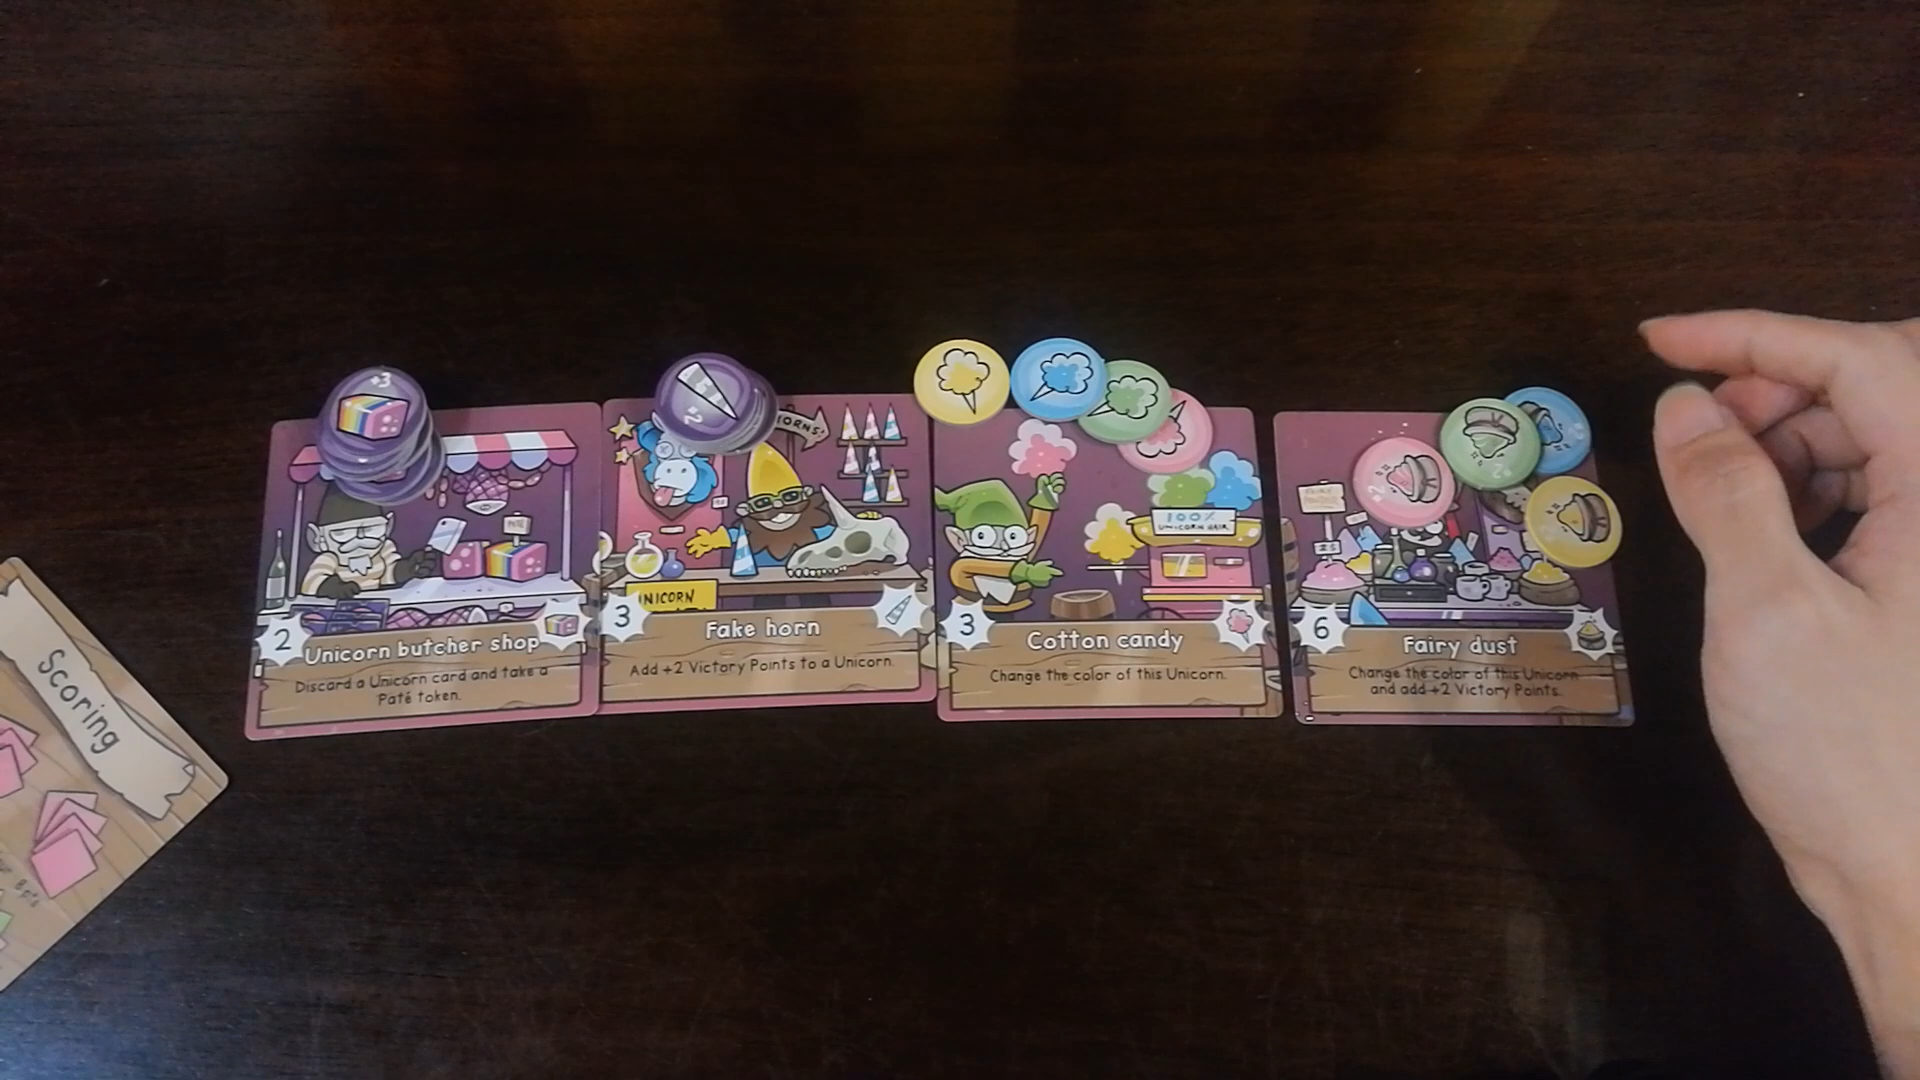 +3
2
Unicorn butcher shop
Discard a Unicorn card and take a
Paté token.
+2
UNICORN
3
Fake horn
Add +2 Victory Points to a Unicorn.
100%
UNICORN HAIR
3
Cotton candy
Change the color of this Unicorn.
6
Fairy dust
Change the color of this Unicorn
and add +2 Victory Points.
Scoring